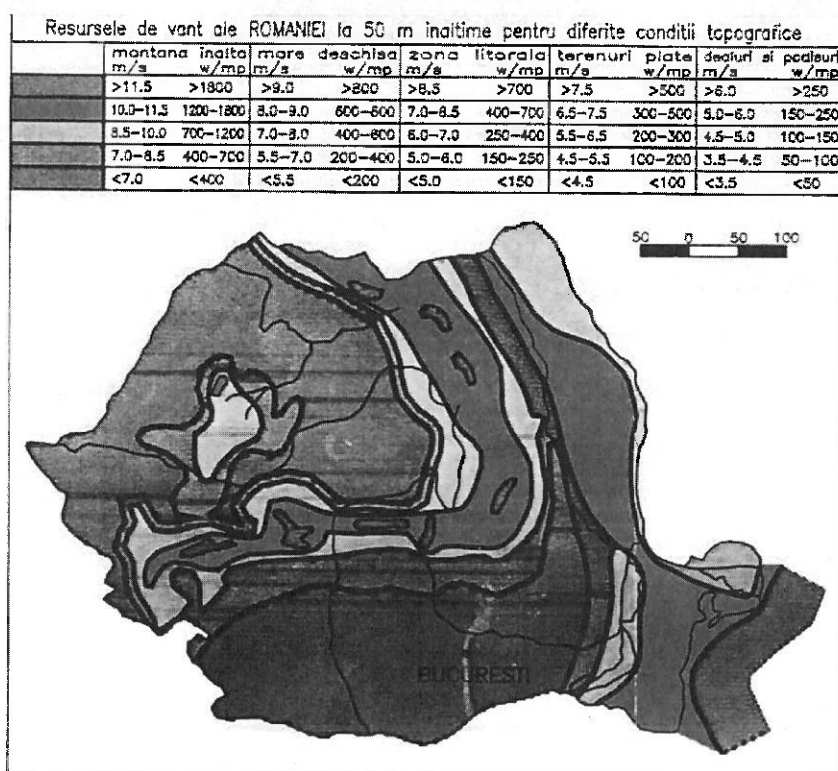 Resursele de vant ale ROMANIEI la 50 m inaltime pentru diferite conditii topografice
montana inalta mare deschisa zona litorala terenuri plate dealuri si podisuri
m/s w/mp m/s w/mp m/s w/mp m/s w/mp m/s w/mp
>11.5 >1800 >9.0 >800 >8.5 >700 >7.5 >500 >6.0 >250
10.0-11.5 1200-1800 8.0-9.0 600-800 7.0-8.5 400-700 6.5-7.5 300-500 5.0-6.0 150-250
8.5-10.0 700-1200 7.0-8.0 400-600 6.0-7.0 250-400 5.5-6.5 200-300 4.5-5.0 100-150
7.0-8.5 400-700 5.5-7.0 200-400 5.0-6.0 150-250 4.5-5.5 100-200 3.5-4.5 50-100
<7.0 <400 <5.5 <200 <5.0 <150 <4.5 <100 <3.5 <50
50 0 50 100
BUCURESTI